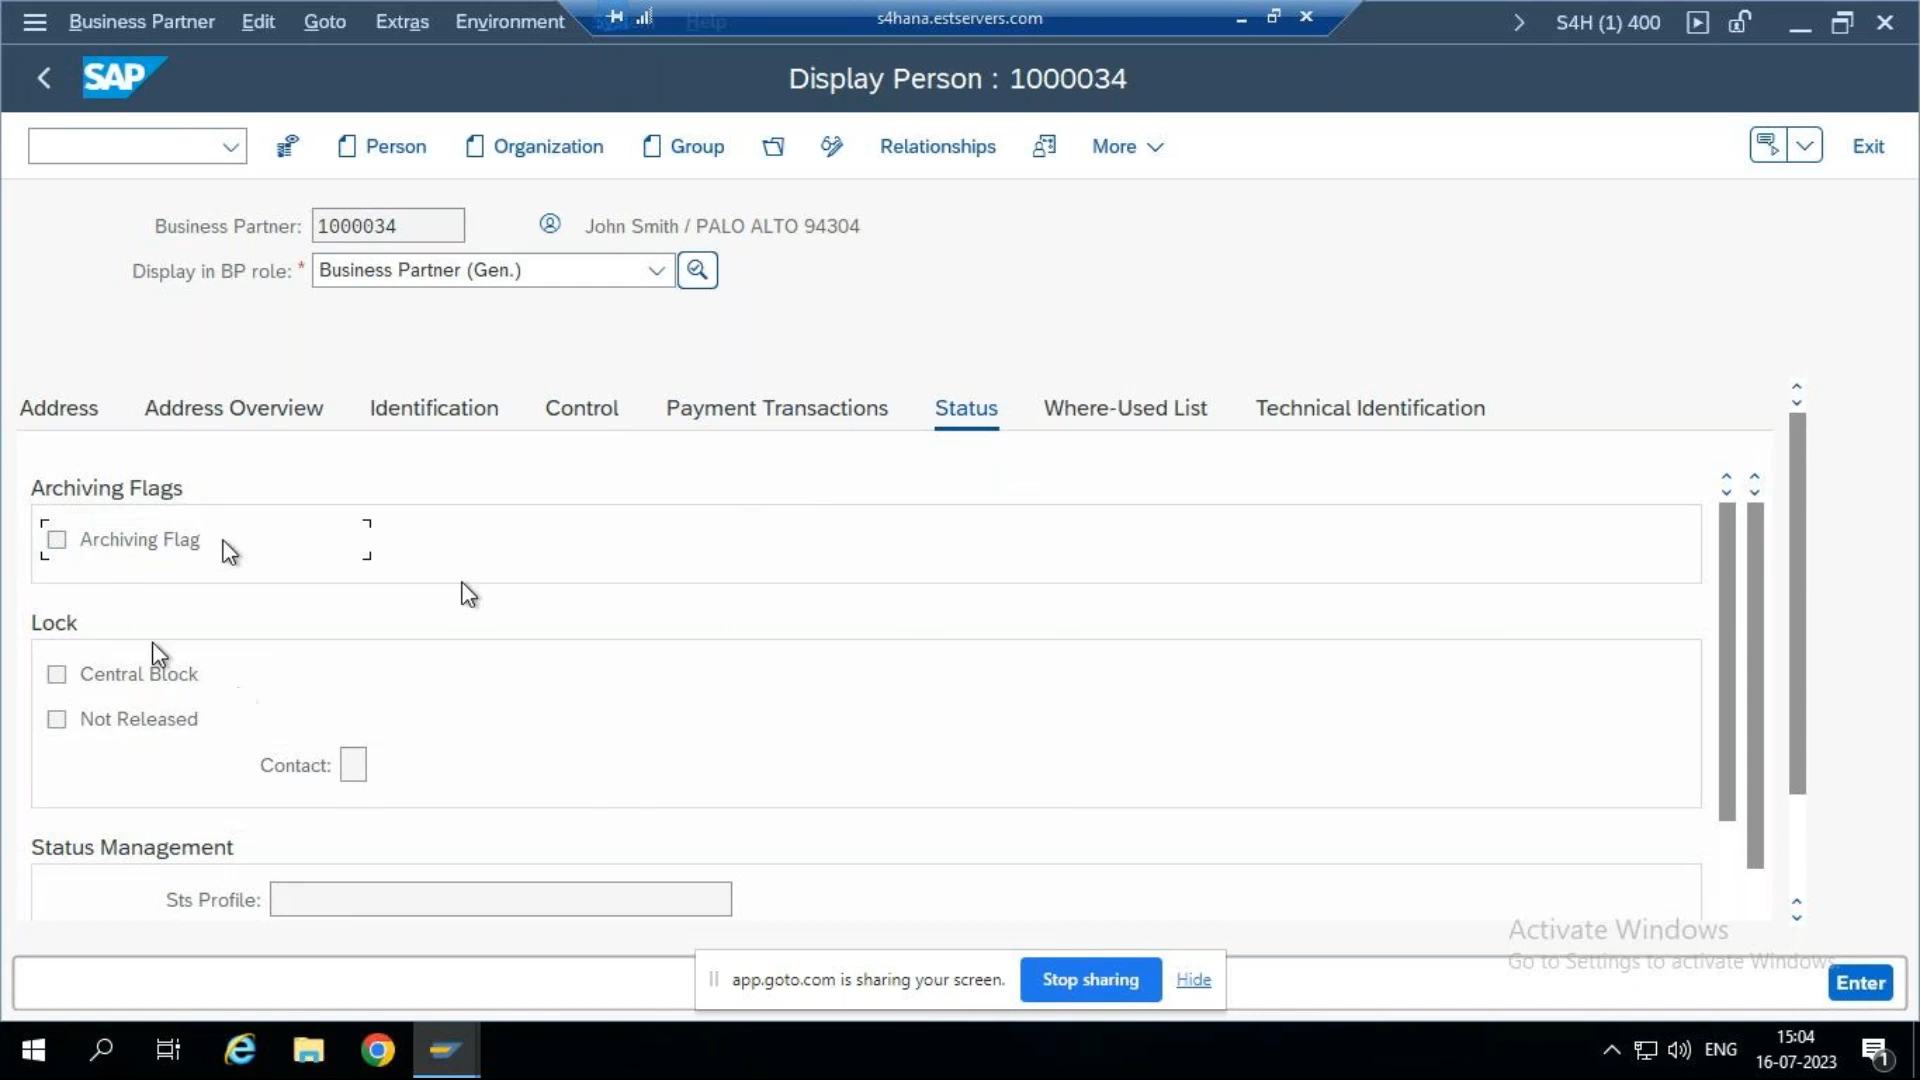 Business Partner Edit Goto Extras Environment Help s4hana.estservers.com S4H (1) 400
SAP Display Person : 1000034
Person Organization Group Relationships More Exit
Business Partner: 1000034 John Smith / PALO ALTO 94304
Display in BP role: * Business Partner (Gen.)
Address Address Overview Identification Control Payment Transactions Status Where-Used List Technical Identification
Archiving Flags
Archiving Flag
Lock
Central Block
Not Released
Contact:
Status Management
Sts Profile:
Activate Windows
Go to Settings to activate Windows.
app.goto.com is sharing your screen. Stop sharing Hide
Enter
ENG 15:04
16-07-2023 1